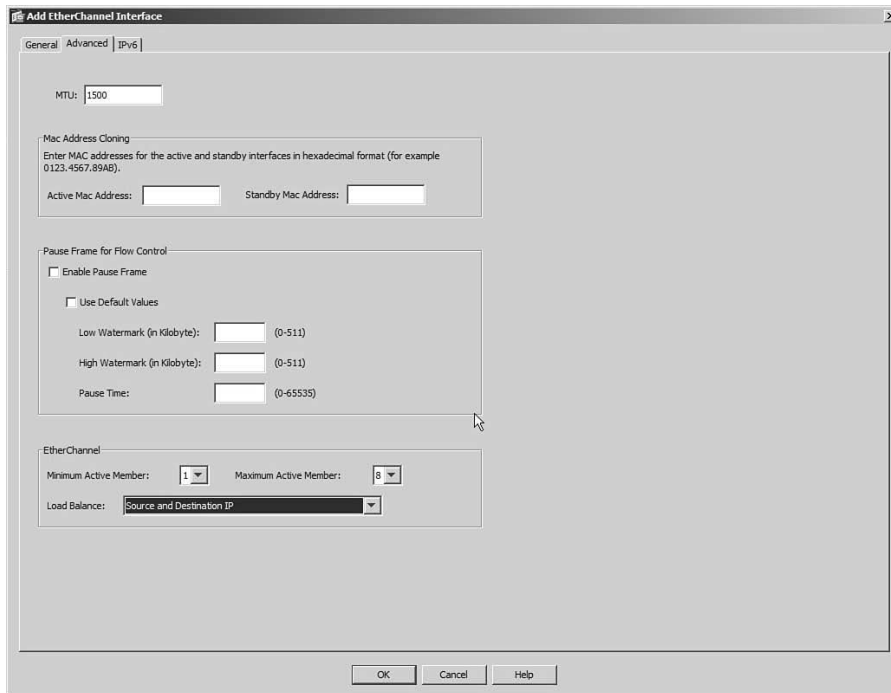 Add EtherChannel Interface
General Advanced IPv6
MTU: 1500
Mac Address Cloning
Enter MAC addresses for the active and standby interfaces in hexadecimal format (for example
0123.4567.89AB).
Active Mac Address: Standby Mac Address:
Pause Frame for Flow Control
Enable Pause Frame
Use Default Values
Low Watermark (in Kilobyte): (0-511)
High Watermark (in Kilobyte): (0-511)
Pause Time: (0-65535)
EtherChannel
Minimum Active Member: 1 Maximum Active Member: 8
Load Balance: Source and Destination IP
OK Cancel Help